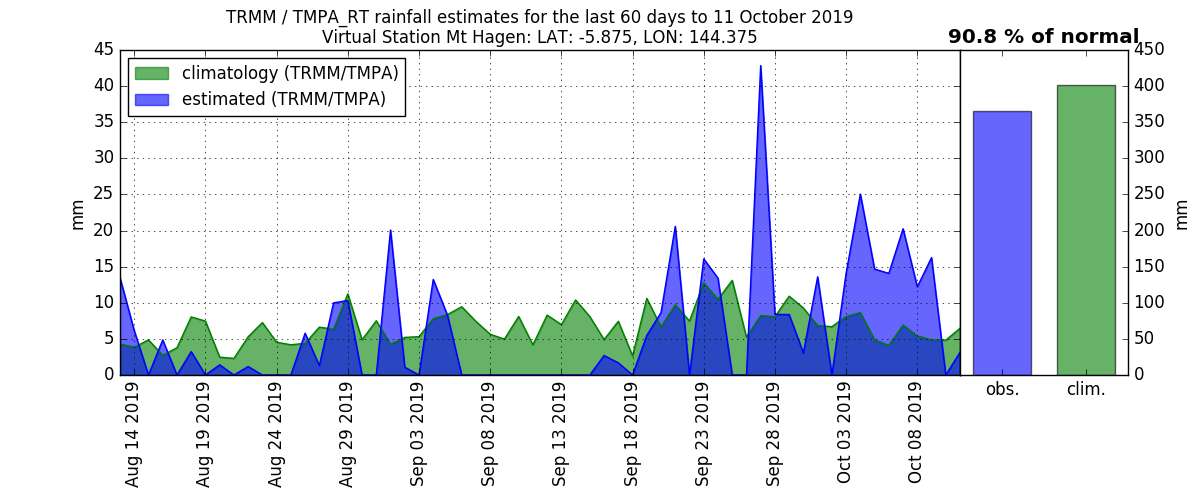 TRMM / TMPA_RT rainfall estimates for the last 60 days to 11 October 2019
Virtual Station Mt Hagen: LAT: -5.875, LON: 144.375
90.8 % of normal
climatology (TRMM/TMPA)
estimated (TRMM/TMPA)
mm
45
40
35
30
25
20
15
10
5
0
Aug 14 2019
Aug 19 2019
Aug 24 2019
Aug 29 2019
Sep 03 2019
Sep 08 2019
Sep 13 2019
Sep 18 2019
Sep 23 2019
Sep 28 2019
Oct 03 2019
Oct 08 2019
obs.
clim.
450
400
350
300
250
200
150
100
50
0
mm